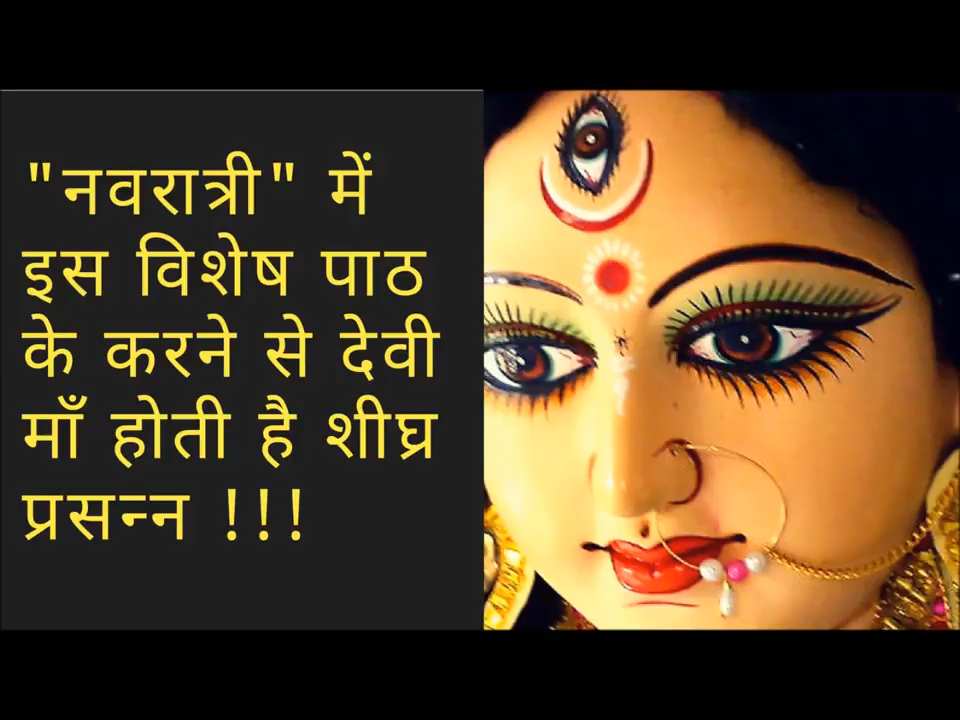 "नवरात्री" में
इस विशेष पाठ
के करने से देवी
माँ होती है शीघ्र
प्रसन्न !!!